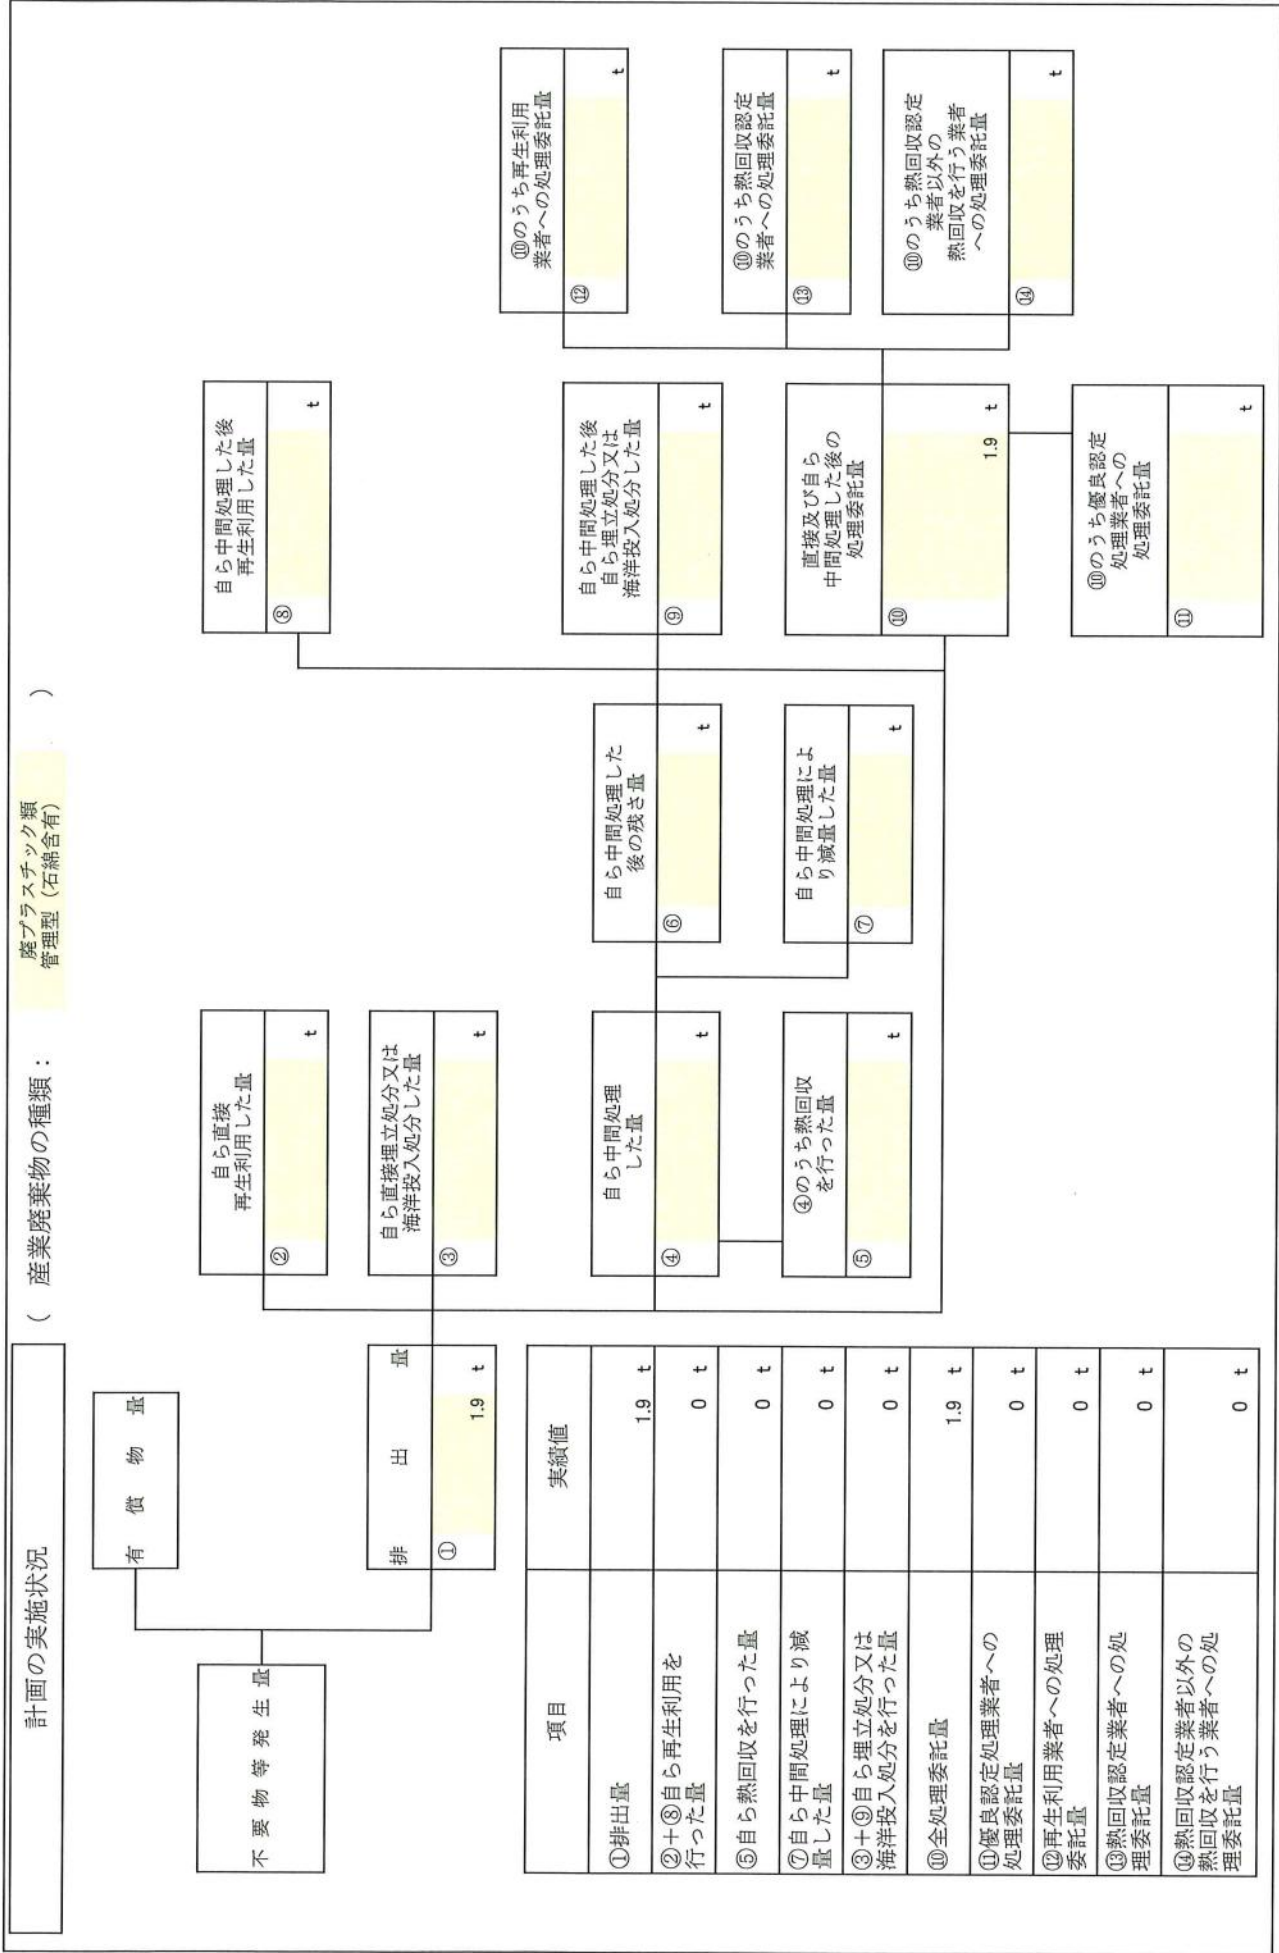 計画の実施状況
( 産業廃棄物の種類: 廃プラスチック類
管理型(石綿含有) )
不要物等発生量
有償物量
排出量
① 1.9 t
自ら直接
再生利用した量
② t
自ら直接埋立処分又は
海洋投入処分した量
③ t
自ら中間処理
した量
④ t
④のうち熱回収
を行った量
⑤ t
自ら中間処理した
後の残さ量
⑥ t
自ら中間処理によ
り減量した量
⑦ t
自ら中間処理した後
再生利用した量
⑧ t
自ら中間処理した後
自ら埋立処分又は
海洋投入処分した量
⑨ t
直接及び自ら
中間処理した後の
処理委託量
⑩ 1.9 t
⑩のうち優良認定
処理業者への
処理委託量
⑪ t
⑩のうち再生利用
業者への処理委託量
⑫ t
⑩のうち熱回収認定
業者への処理委託量
⑬ t
⑩のうち熱回収認定
業者以外の
熱回収を行う業者
への処理委託量
⑭ t
項目 実績値
①排出量 1.9 t
②+⑧自ら再生利用を
行った量 0 t
⑤自ら熱回収を行った量 0 t
⑦自ら中間処理により減
量した量 0 t
③+⑨自ら埋立処分又は
海洋投入処分を行った量 0 t
⑩全処理委託量 1.9 t
⑪優良認定処理業者への
処理委託量 0 t
⑫再生利用業者への処理
委託量 0 t
⑬熱回収認定業者への処
理委託量 0 t
⑭熱回収認定業者以外の
熱回収を行う業者への処
理委託量 0 t